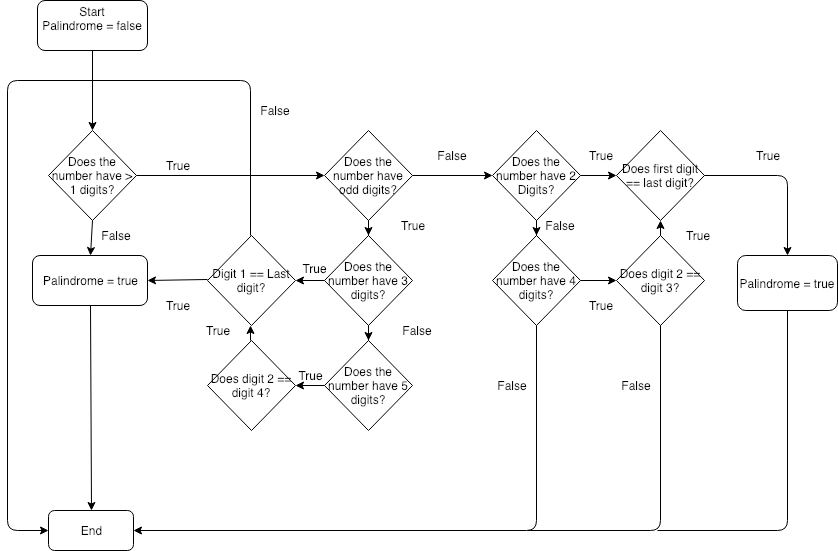 Start
Palindrome = false
False
Does the
number have >
1 digits?
True
Does the
number have
odd digits?
False
Does the
number have 2
Digits?
True
Does first digit
== last digit?
True
False
True
False
True
Palindrome = true
Digit 1 == Last
digit?
True
Does the
number have 3
digits?
Does the
number have 4
digits?
Does digit 2 ==
digit 3?
Palindrome = true
True
True
True
False
Does digit 2 ==
digit 4?
True
Does the
number have 5
digits?
False
False
End